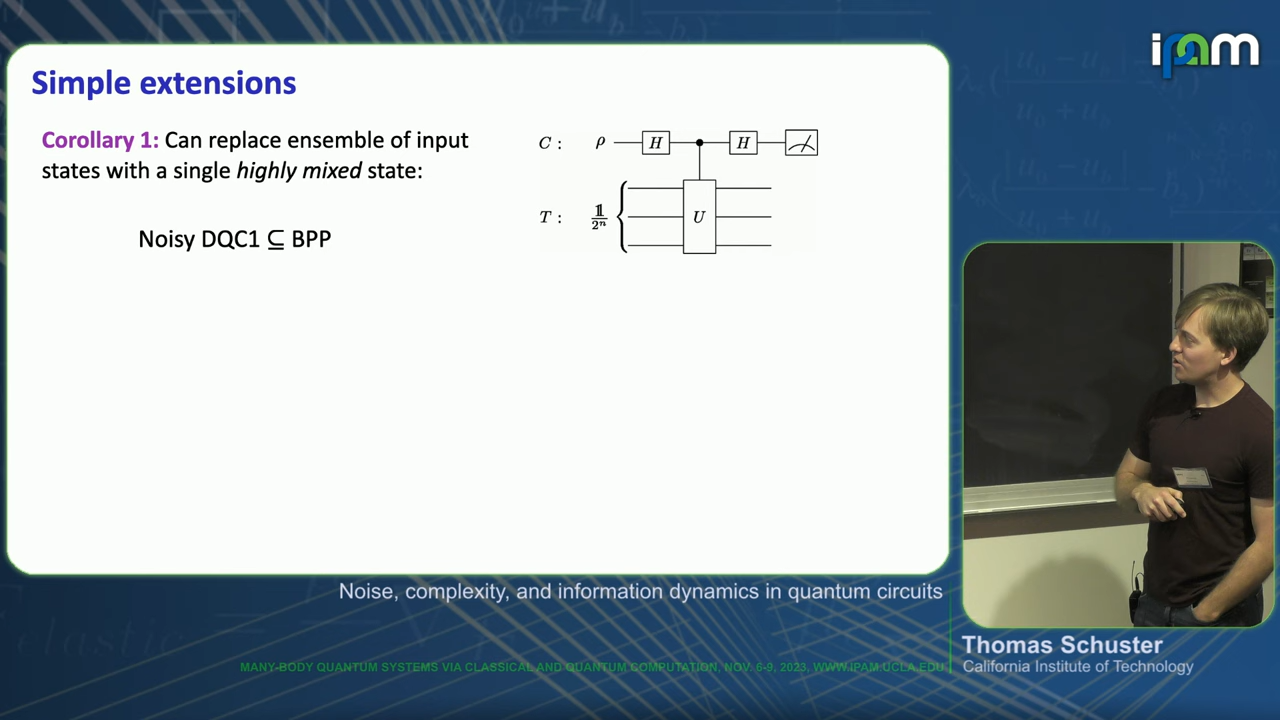 ipam
Simple extensions
Corollary 1: Can replace ensemble of input
states with a single highly mixed state:
Noisy DQC1 ⊆ BPP
C : ρ H H
T : 𝟙/2ⁿ U
Noise, complexity, and information dynamics in quantum circuits
Thomas Schuster
California Institute of Technology
MANY-BODY QUANTUM SYSTEMS VIA CLASSICAL AND QUANTUM COMPUTATION, NOV. 6-9, 2023, WWW.IPAM.UCLA.EDU